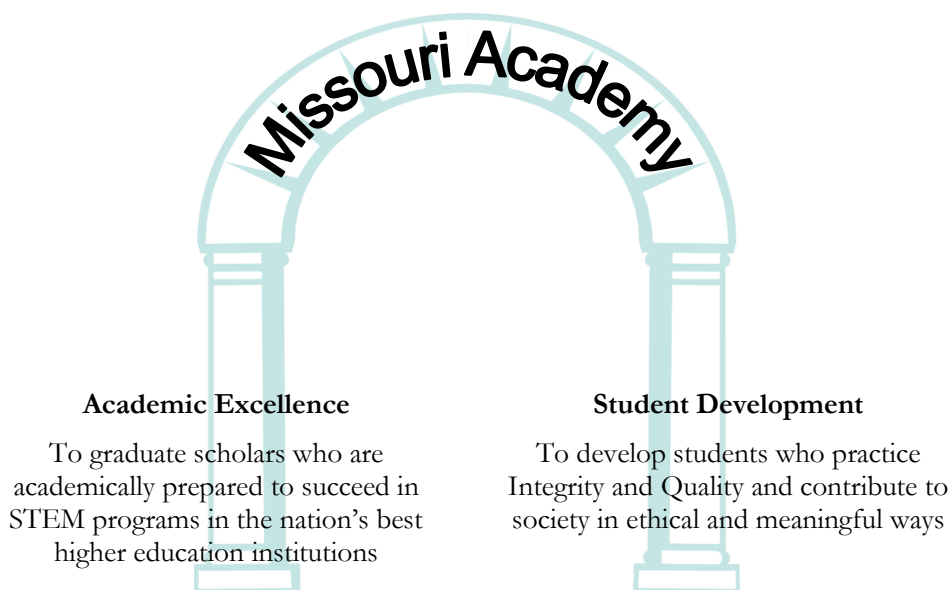 Missouri Academy
Academic Excellence
To graduate scholars who are
academically prepared to succeed in
STEM programs in the nation’s best
higher education institutions
Student Development
To develop students who practice
Integrity and Quality and contribute to
society in ethical and meaningful ways